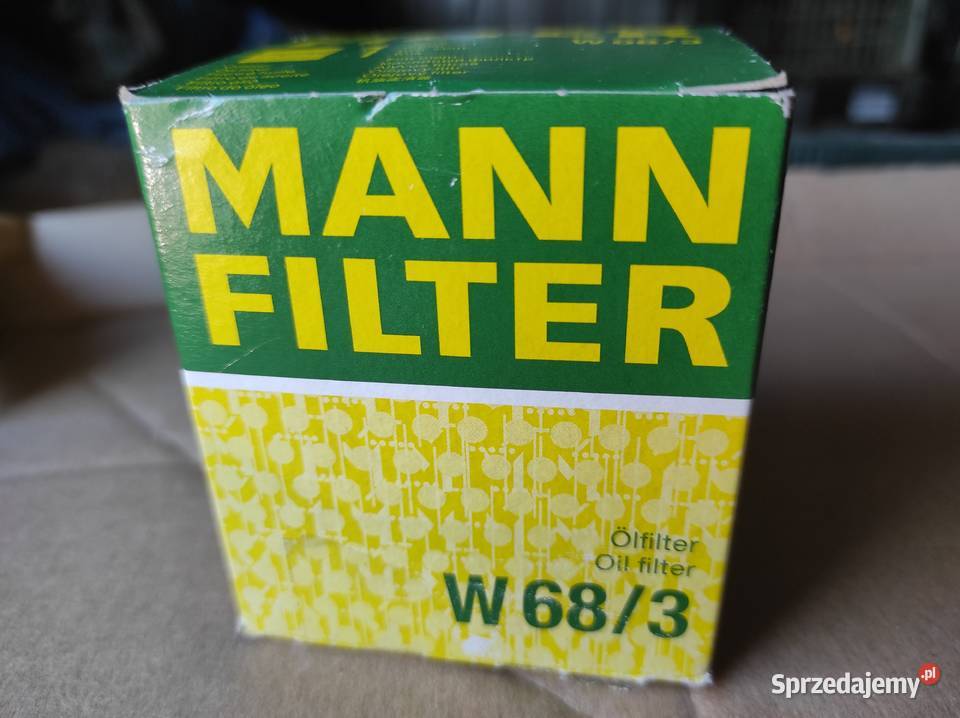 W 68/3
MANN
FILTER
Ölfilter
Oil filter
W 68/3
Sprzedajemy.pl